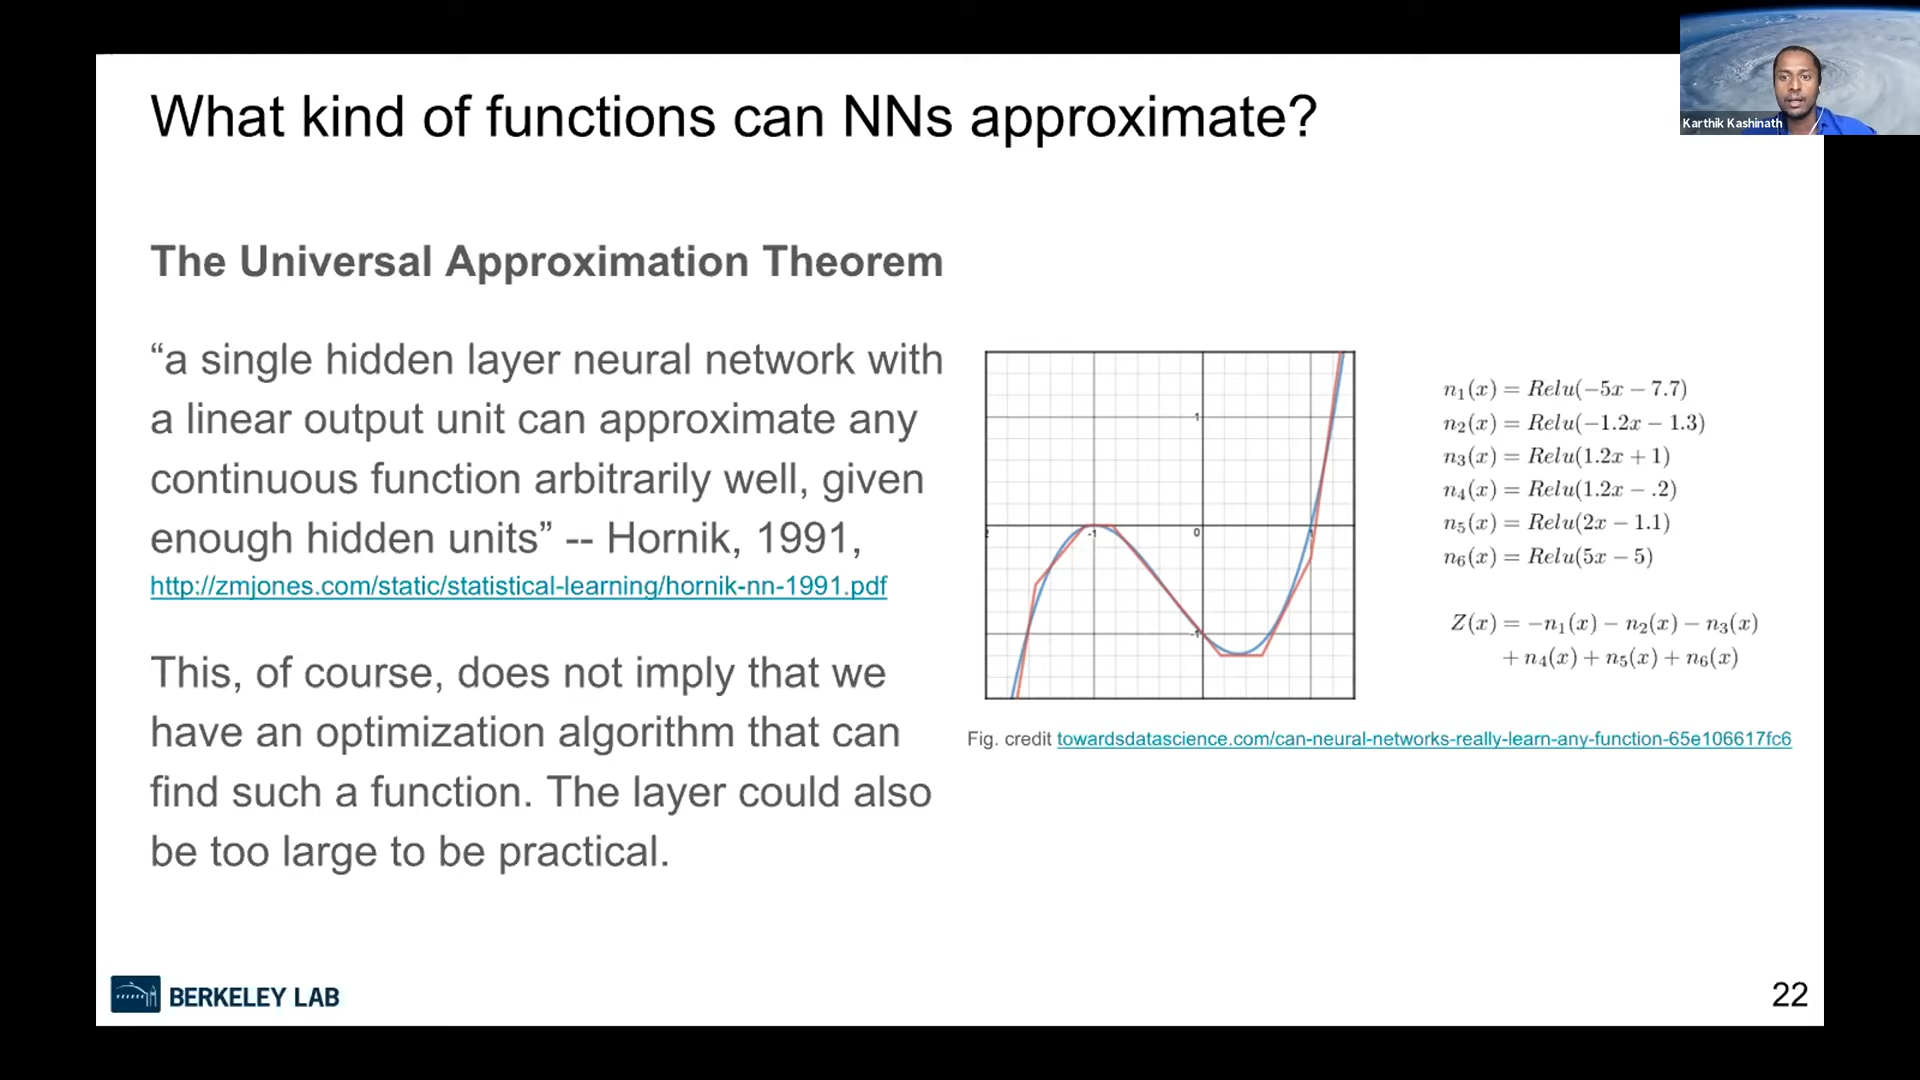 Karthik Kashinath
What kind of functions can NNs approximate?
The Universal Approximation Theorem
“a single hidden layer neural network with
a linear output unit can approximate any
continuous function arbitrarily well, given
enough hidden units” -- Hornik, 1991,
http://zmjones.com/static/statistical-learning/hornik-nn-1991.pdf
This, of course, does not imply that we
have an optimization algorithm that can
find such a function. The layer could also
be too large to be practical.
1
2 -1 0 1
-1
n₁(x) = Relu(−5x − 7.7)
n₂(x) = Relu(−1.2x − 1.3)
n₃(x) = Relu(1.2x + 1)
n₄(x) = Relu(1.2x − .2)
n₅(x) = Relu(2x − 1.1)
n₆(x) = Relu(5x − 5)
Z(x) = −n₁(x) − n₂(x) − n₃(x)
+ n₄(x) + n₅(x) + n₆(x)
Fig. credit towardsdatascience.com/can-neural-networks-really-learn-any-function-65e106617fc6
BERKELEY LAB
22